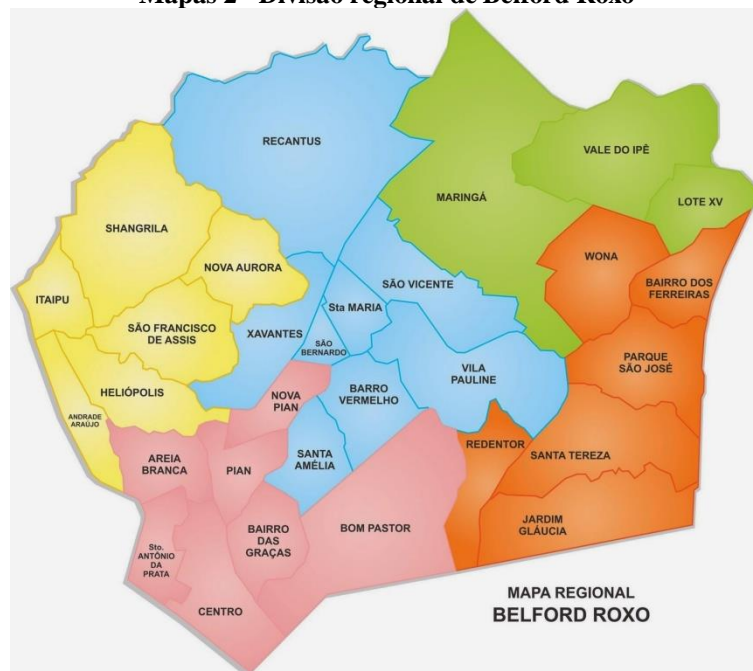 Mapas 2 - Divisão regional de Belford Roxo
RECANTUS
VALE DO IPÊ
MARINGÁ
LOTE XV
SHANGRILA
NOVA AURORA
WONA
BAIRRO DOS
FERREIRAS
ITAIPU
SÃO VICENTE
Sta MARIA
SÃO FRANCISCO
DE ASSIS
XAVANTES
SÃO
BERNARDO
PARQUE
SÃO JOSÉ
VILA
PAULINE
HELIÓPOLIS
NOVA
PIAN
BARRO
VERMELHO
ANDRADE
ARAÚJO
AREIA
BRANCA
PIAN
SANTA
AMÉLIA
REDENTOR
SANTA TEREZA
BAIRRO
DAS
GRAÇAS
BOM PASTOR
JARDIM
GLÁUCIA
Sto.
ANTÔNIO
DA
PRATA
CENTRO
MAPA REGIONAL
BELFORD ROXO